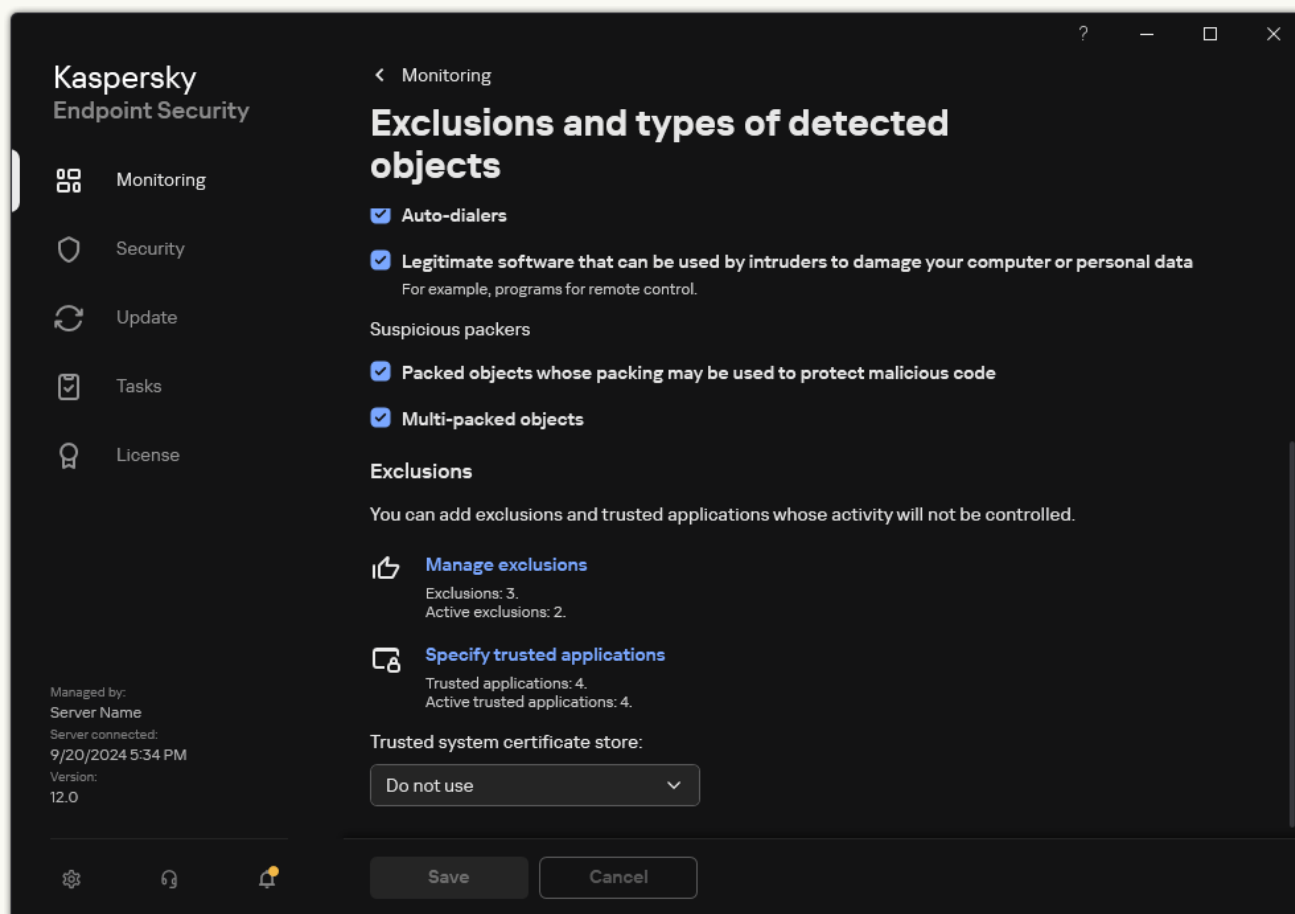 ?
Kaspersky
Endpoint Security
Monitoring
Security
Update
Tasks
License
Managed by:
Server Name
Server connected:
9/20/2024 5:34 PM
Version:
12.0
Monitoring
Exclusions and types of detected
objects
Auto-dialers
Legitimate software that can be used by intruders to damage your computer or personal data
For example, programs for remote control.
Suspicious packers
Packed objects whose packing may be used to protect malicious code
Multi-packed objects
Exclusions
You can add exclusions and trusted applications whose activity will not be controlled.
Manage exclusions
Exclusions: 3.
Active exclusions: 2.
Specify trusted applications
Trusted applications: 4.
Active trusted applications: 4.
Trusted system certificate store:
Do not use
Save
Cancel